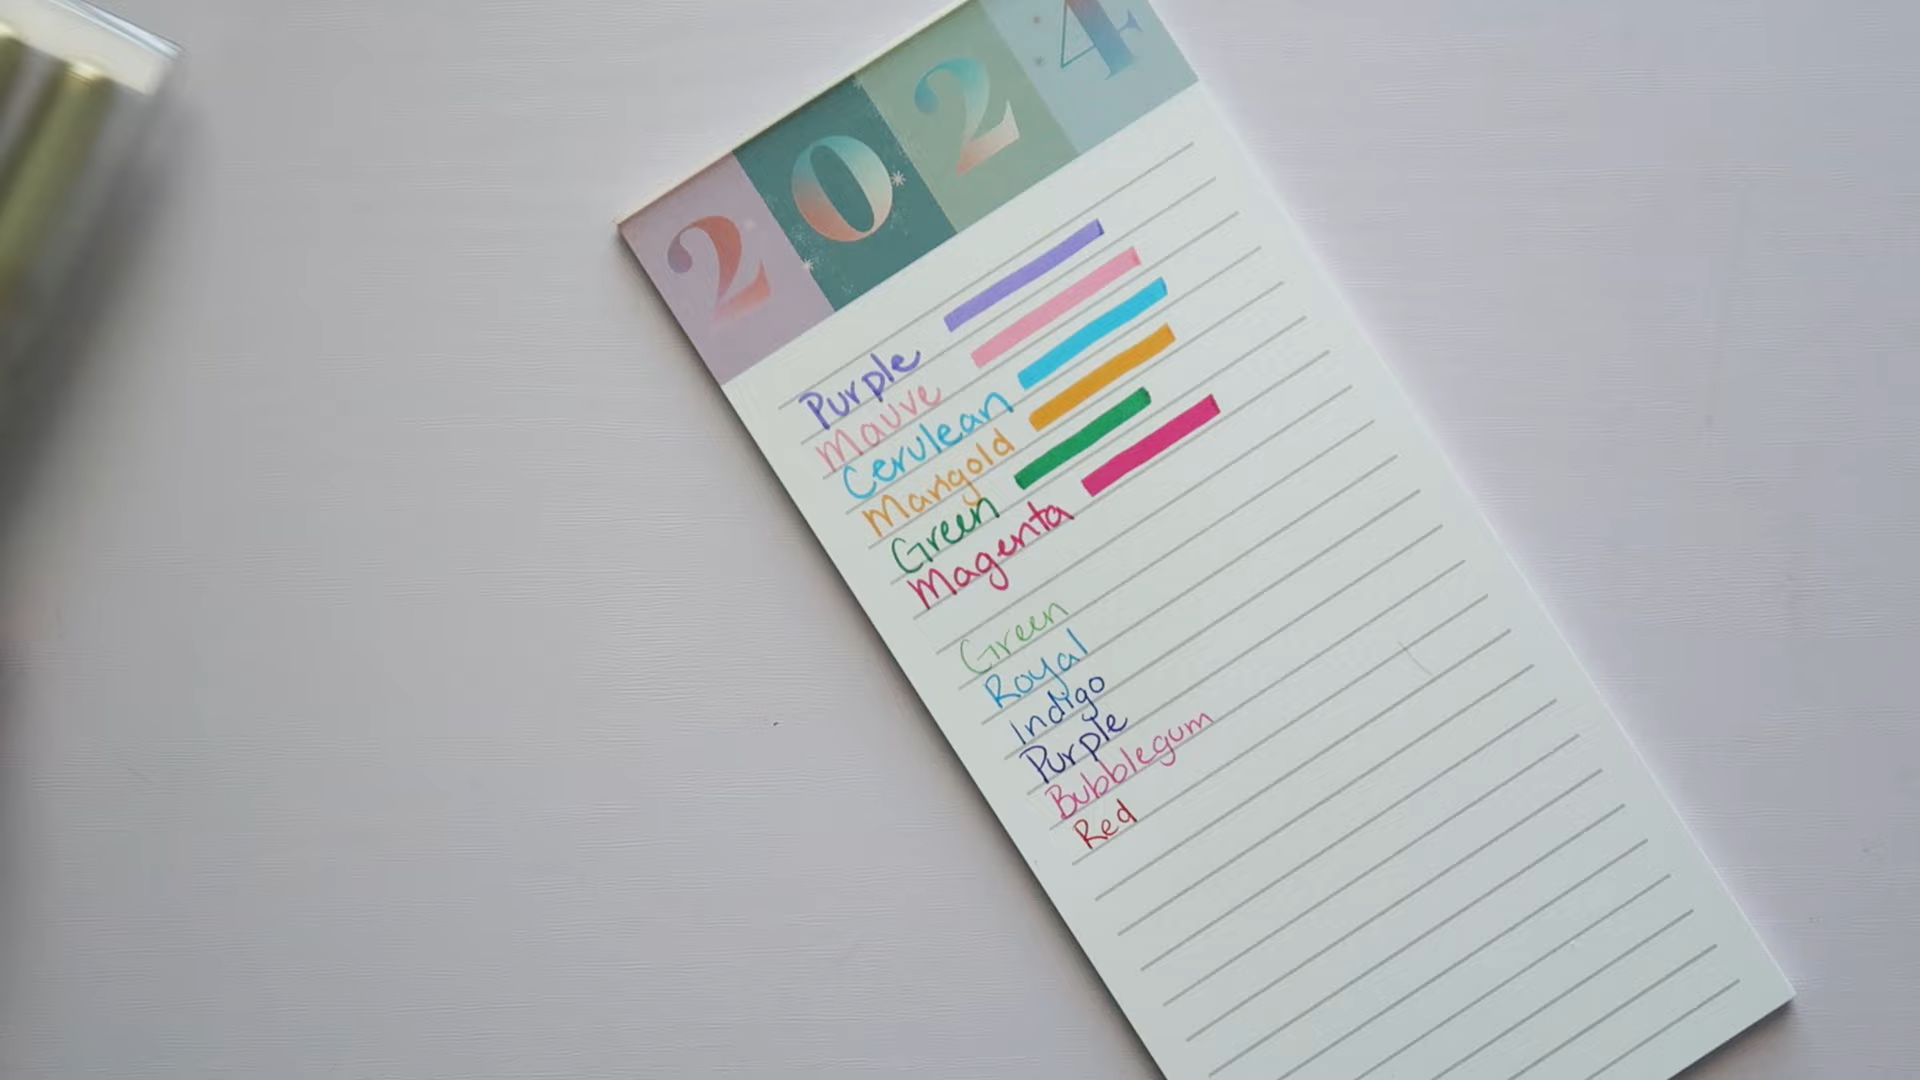 2024
Purple
Mauve
Cerulean
Marigold
Green
Magenta
Green
Royal
Indigo
Purple
Bubblegum
Red